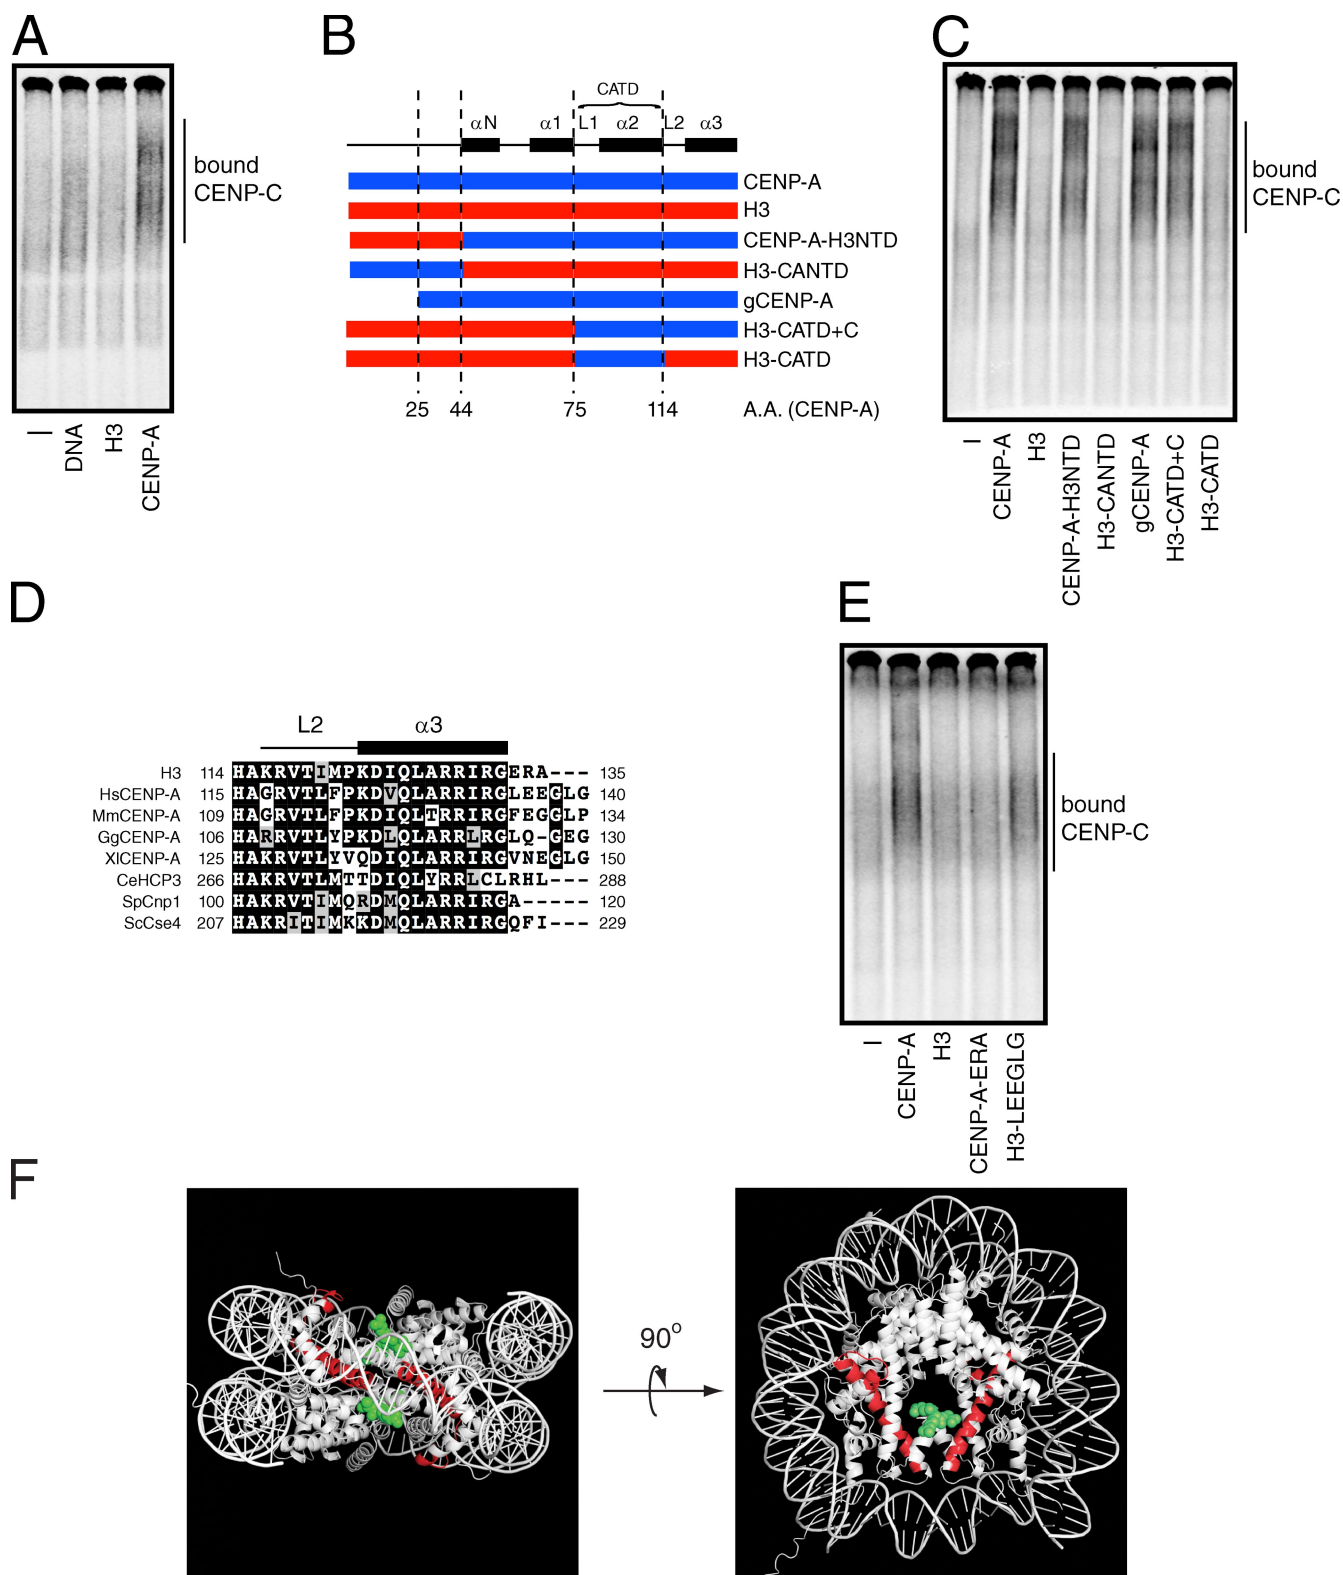 A
bound
CENP-C
–
DNA
H3
CENP-A
B
CATD
αN α1 L1 α2 L2 α3
CENP-A
H3
CENP-A-H3NTD
H3-CANTD
gCENP-A
H3-CATD+C
H3-CATD
25 44 75 114 A.A. (CENP-A)
C
bound
CENP-C
–
CENP-A
H3
CENP-A-H3NTD
H3-CANTD
gCENP-A
H3-CATD+C
H3-CATD
D
L2 α3
H3 114 HAKRVTIMPKDIQLARRIRGERA--- 135
HsCENP-A 115 HAGRVTLFPKDVQLARRIRGLEEGLG 140
MmCENP-A 109 HAGRVTLFPKDIQLTRRIRGFEGGLP 134
GgCENP-A 106 HARRVTLYPKDLQLARRLRGLQ-GEG 130
XlCENP-A 125 HAKRVTLYVQDIQLARRIRGVNEGLG 150
CeHCP3 266 HAKRVTLMTTDIQLYRRLCLRHL--- 288
SpCnp1 100 HAKRVTIMQRDMQLARRIRGA----- 120
ScCse4 207 HAKRITIMKKDMQLARRIRGQFI--- 229
E
bound
CENP-C
–
CENP-A
H3
CENP-A-ERA
H3-LEEGLG
F
90º